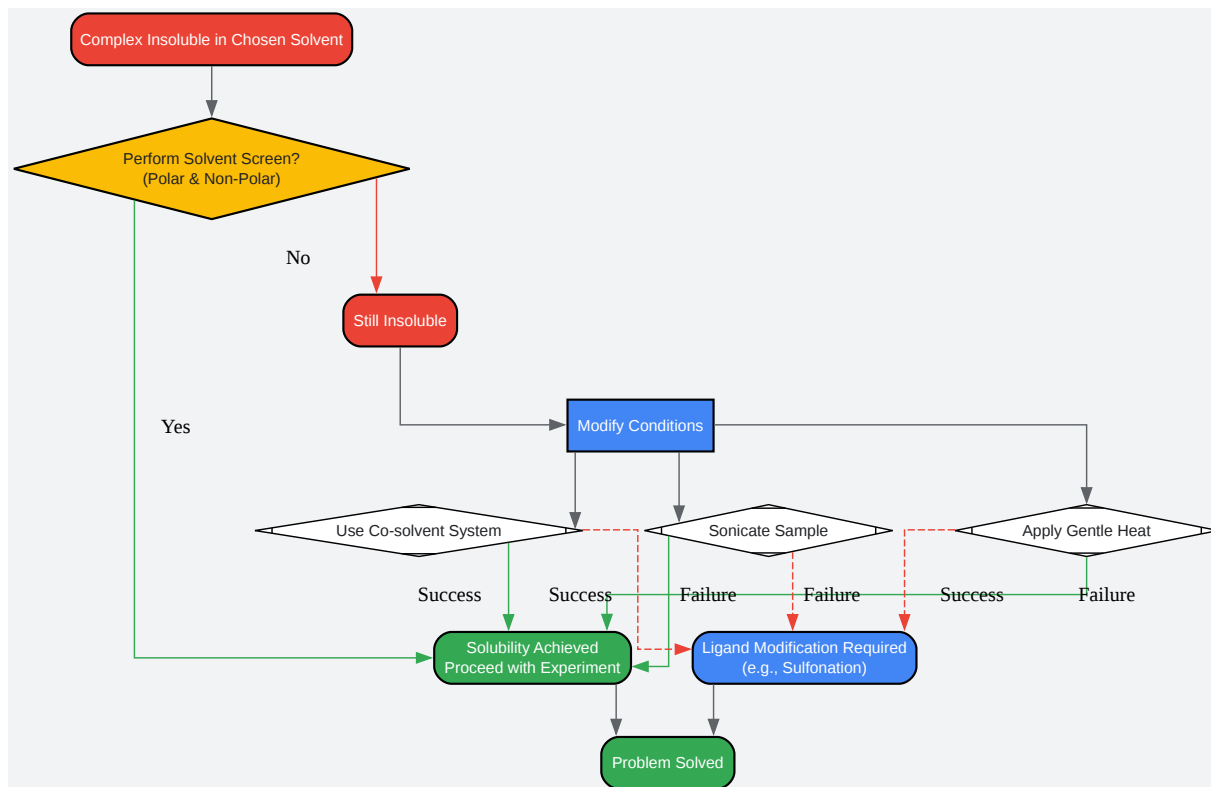 Complex Insoluble in Chosen Solvent
Perform Solvent Screen?
(Polar & Non-Polar)
No
Still Insoluble
Yes
Modify Conditions
Use Co-solvent System
Sonicate Sample
Apply Gentle Heat
Success
Success
Failure
Failure
Success
Failure
Solubility Achieved
Proceed with Experiment
Ligand Modification Required
(e.g., Sulfonation)
Problem Solved